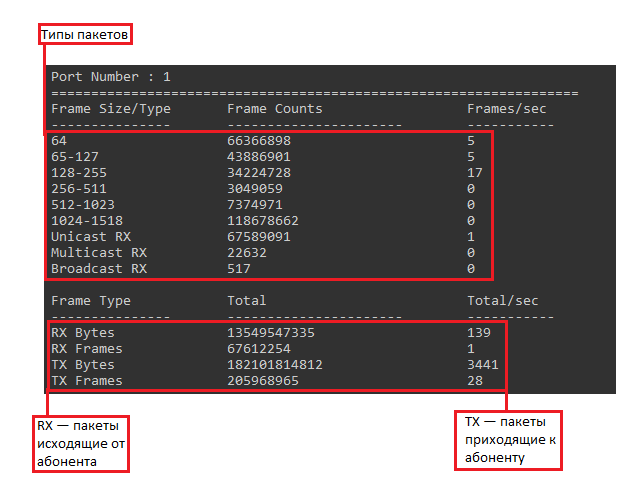 Типы пакетов
Port Number : 1
==================================================================
Frame Size/Type Frame Counts Frames/sec
--------------- ---------------------- -----------
64 66366898 5
65-127 43886901 5
128-255 34224728 17
256-511 3049059 0
512-1023 7374971 0
1024-1518 118678662 0
Unicast RX 67589091 1
Multicast RX 22632 0
Broadcast RX 517 0
Frame Type Total Total/sec
--------------- ---------------------- -----------
RX Bytes 13549547335 139
RX Frames 67612254 1
TX Bytes 182101814812 3441
TX Frames 205968965 28
RX — пакеты
исходящие от
абонента
TX — пакеты
приходящие к
абоненту